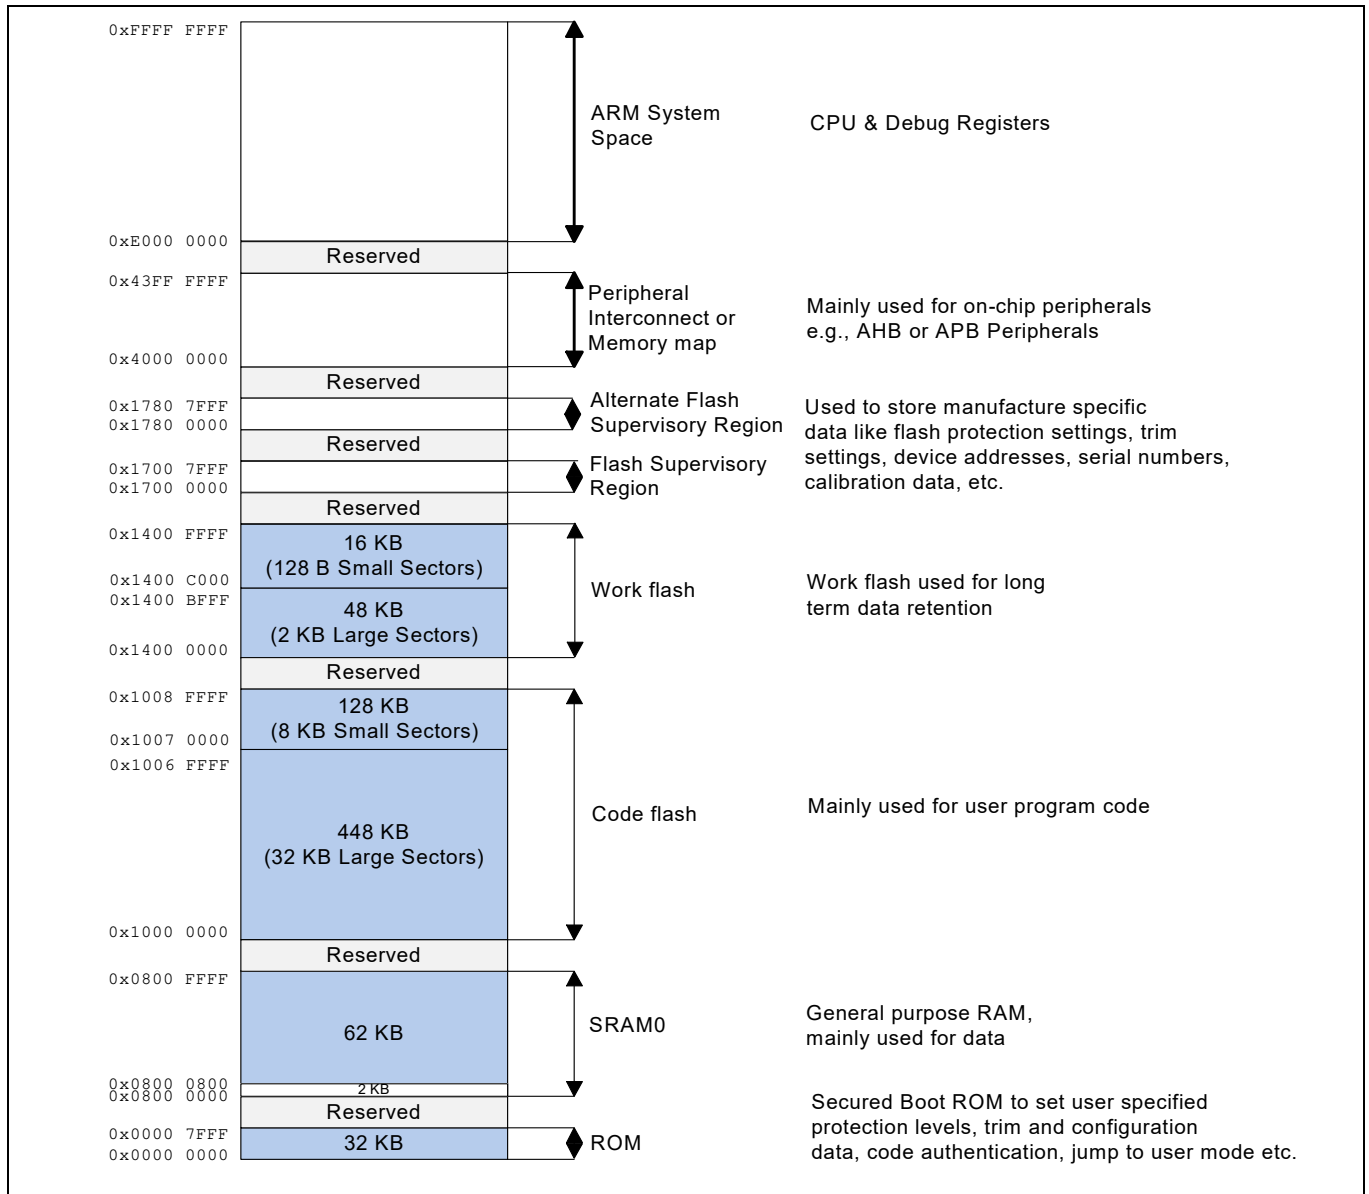 0xFFFF FFFF
ARM System
Space
CPU & Debug Registers
0xE000 0000
Reserved
0x43FF FFFF
Peripheral
Interconnect or
Memory map
Mainly used for on-chip peripherals
e.g., AHB or APB Peripherals
0x4000 0000
Reserved
0x1780 7FFF
0x1780 0000
Alternate Flash
Supervisory Region
Used to store manufacture specific
data like flash protection settings, trim
settings, device addresses, serial numbers,
calibration data, etc.
Reserved
0x1700 7FFF
0x1700 0000
Flash Supervisory
Region
Reserved
0x1400 FFFF
16 KB
(128 B Small Sectors)
0x1400 C000
0x1400 BFFF
48 KB
(2 KB Large Sectors)
0x1400 0000
Work flash
Work flash used for long
term data retention
Reserved
0x1008 FFFF
128 KB
(8 KB Small Sectors)
0x1007 0000
0x1006 FFFF
448 KB
(32 KB Large Sectors)
0x1000 0000
Code flash
Mainly used for user program code
Reserved
0x0800 FFFF
62 KB
SRAM0
General purpose RAM,
mainly used for data
0x0800 0800
2 KB
0x0800 0000
Reserved
0x0000 7FFF
32 KB
0x0000 0000
ROM
Secured Boot ROM to set user specified
protection levels, trim and configuration
data, code authentication, jump to user mode etc.